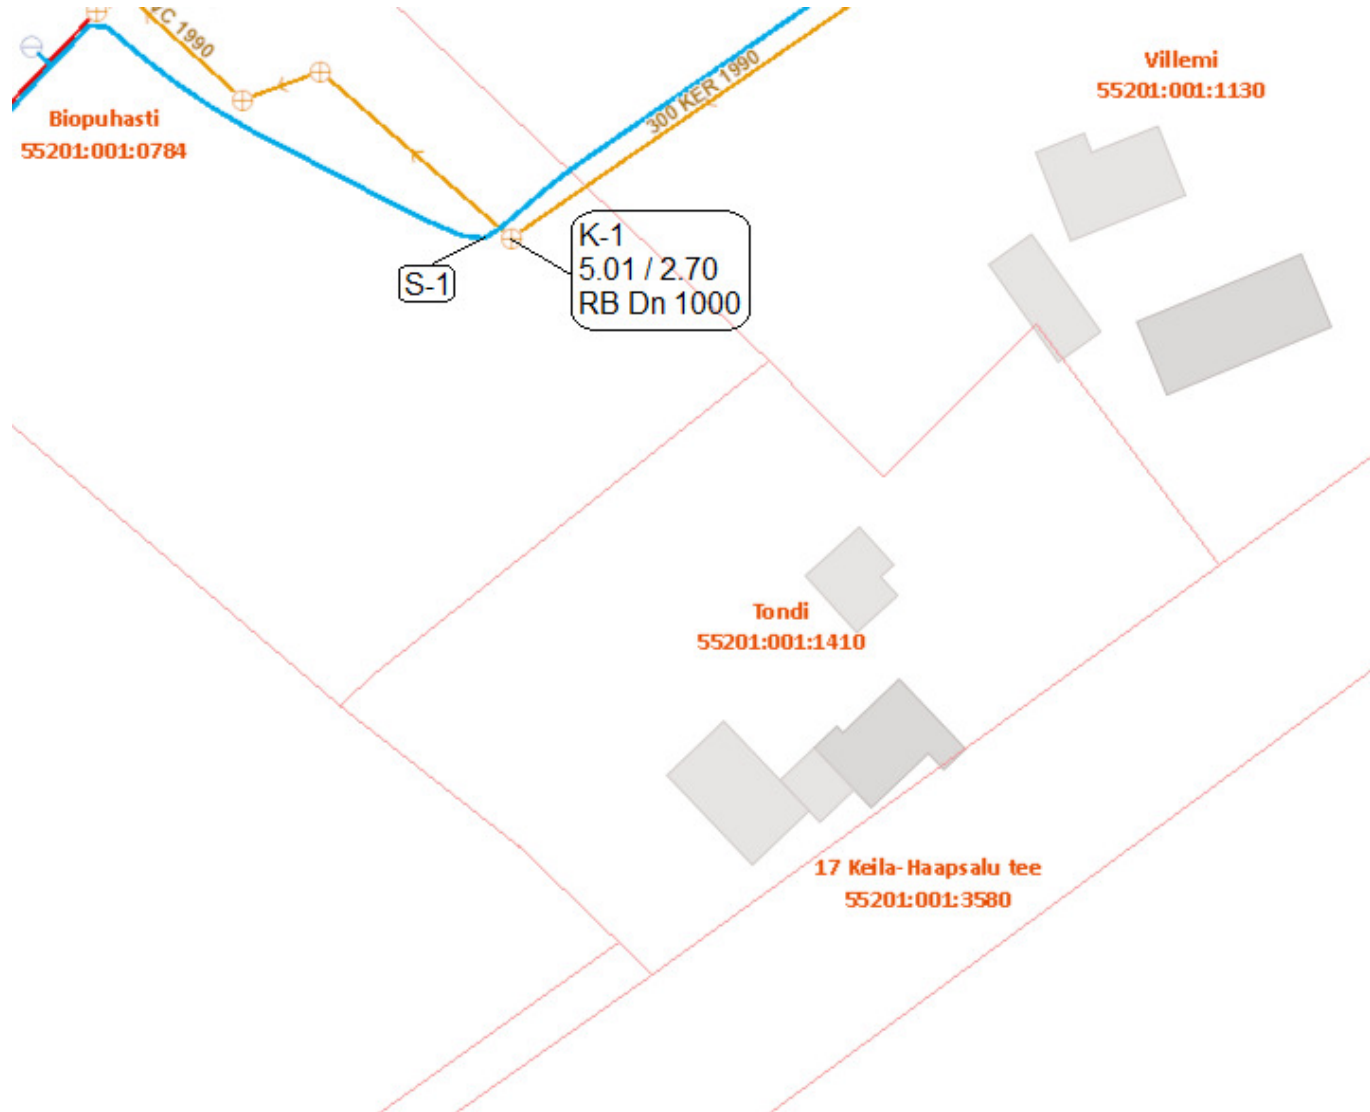 C 1990
300 KER 1990
Villemi
55201:001:1130
Biopuhasti
55201:001:0784
K-1
5.01 / 2.70
RB Dn 1000
S-1
Tondi
55201:001:1410
17 Keila-Haapsalu tee
55201:001:3580